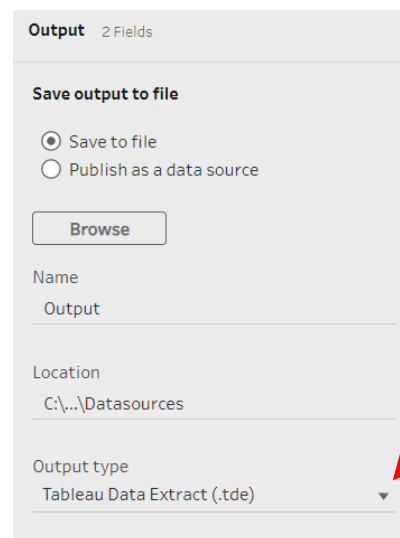 Output 2 Fields
Save output to file
Save to file
Publish as a data source
Browse
Name
Output
Location
C:\...\Datasources
Output type
Tableau Data Extract (.tde)